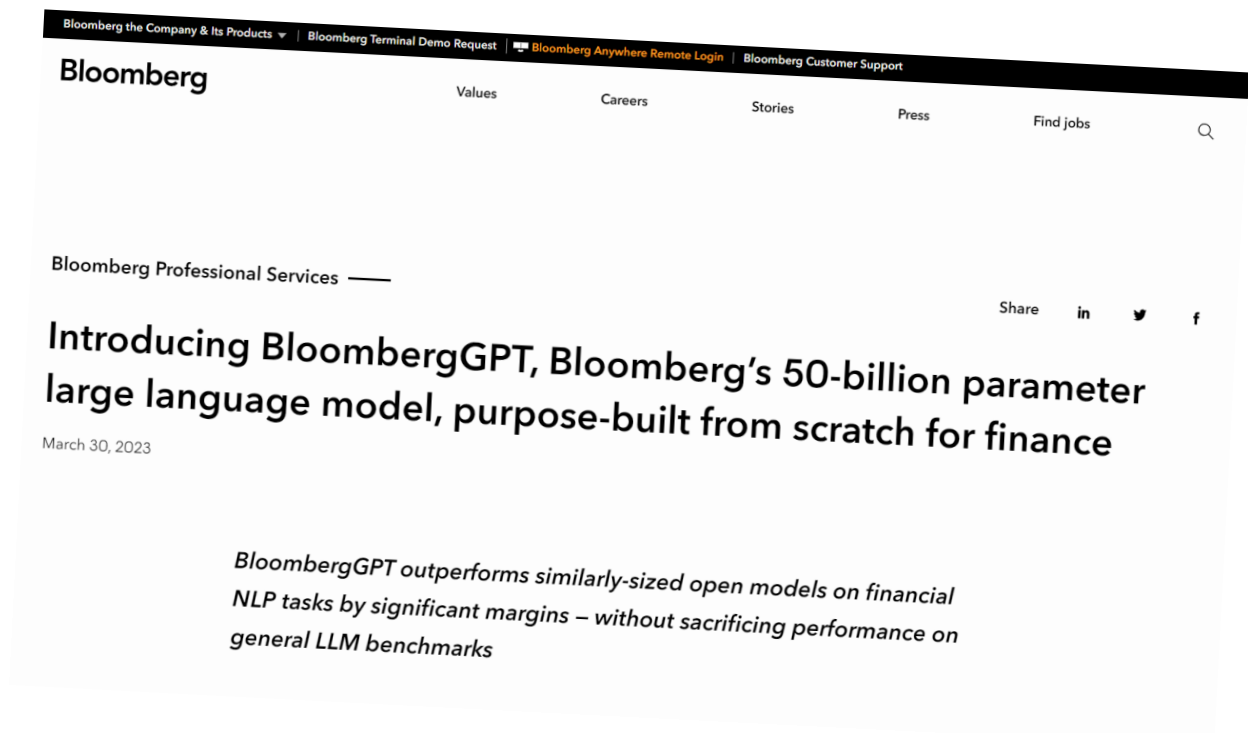 Bloomberg the Company & Its Products | Bloomberg Terminal Demo Request | Bloomberg Anywhere Remote Login | Bloomberg Customer Support
Bloomberg Values Careers Stories Press Find jobs
Bloomberg Professional Services
Share
Introducing BloombergGPT, Bloomberg’s 50-billion parameter
large language model, purpose-built from scratch for finance
March 30, 2023
BloombergGPT outperforms similarly-sized open models on financial
NLP tasks by significant margins – without sacrificing performance on
general LLM benchmarks